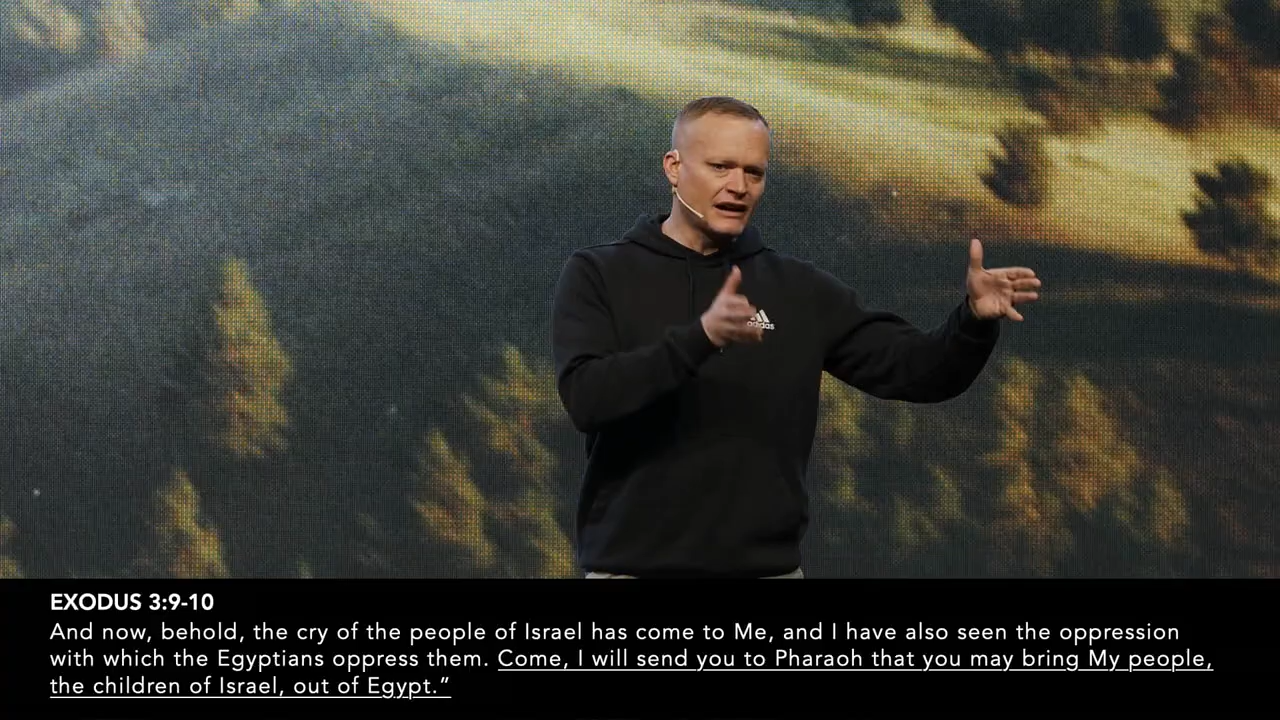 adidas
EXODUS 3:9-10
And now, behold, the cry of the people of Israel has come to Me, and I have also seen the oppression
with which the Egyptians oppress them. Come, I will send you to Pharaoh that you may bring My people,
the children of Israel, out of Egypt.”